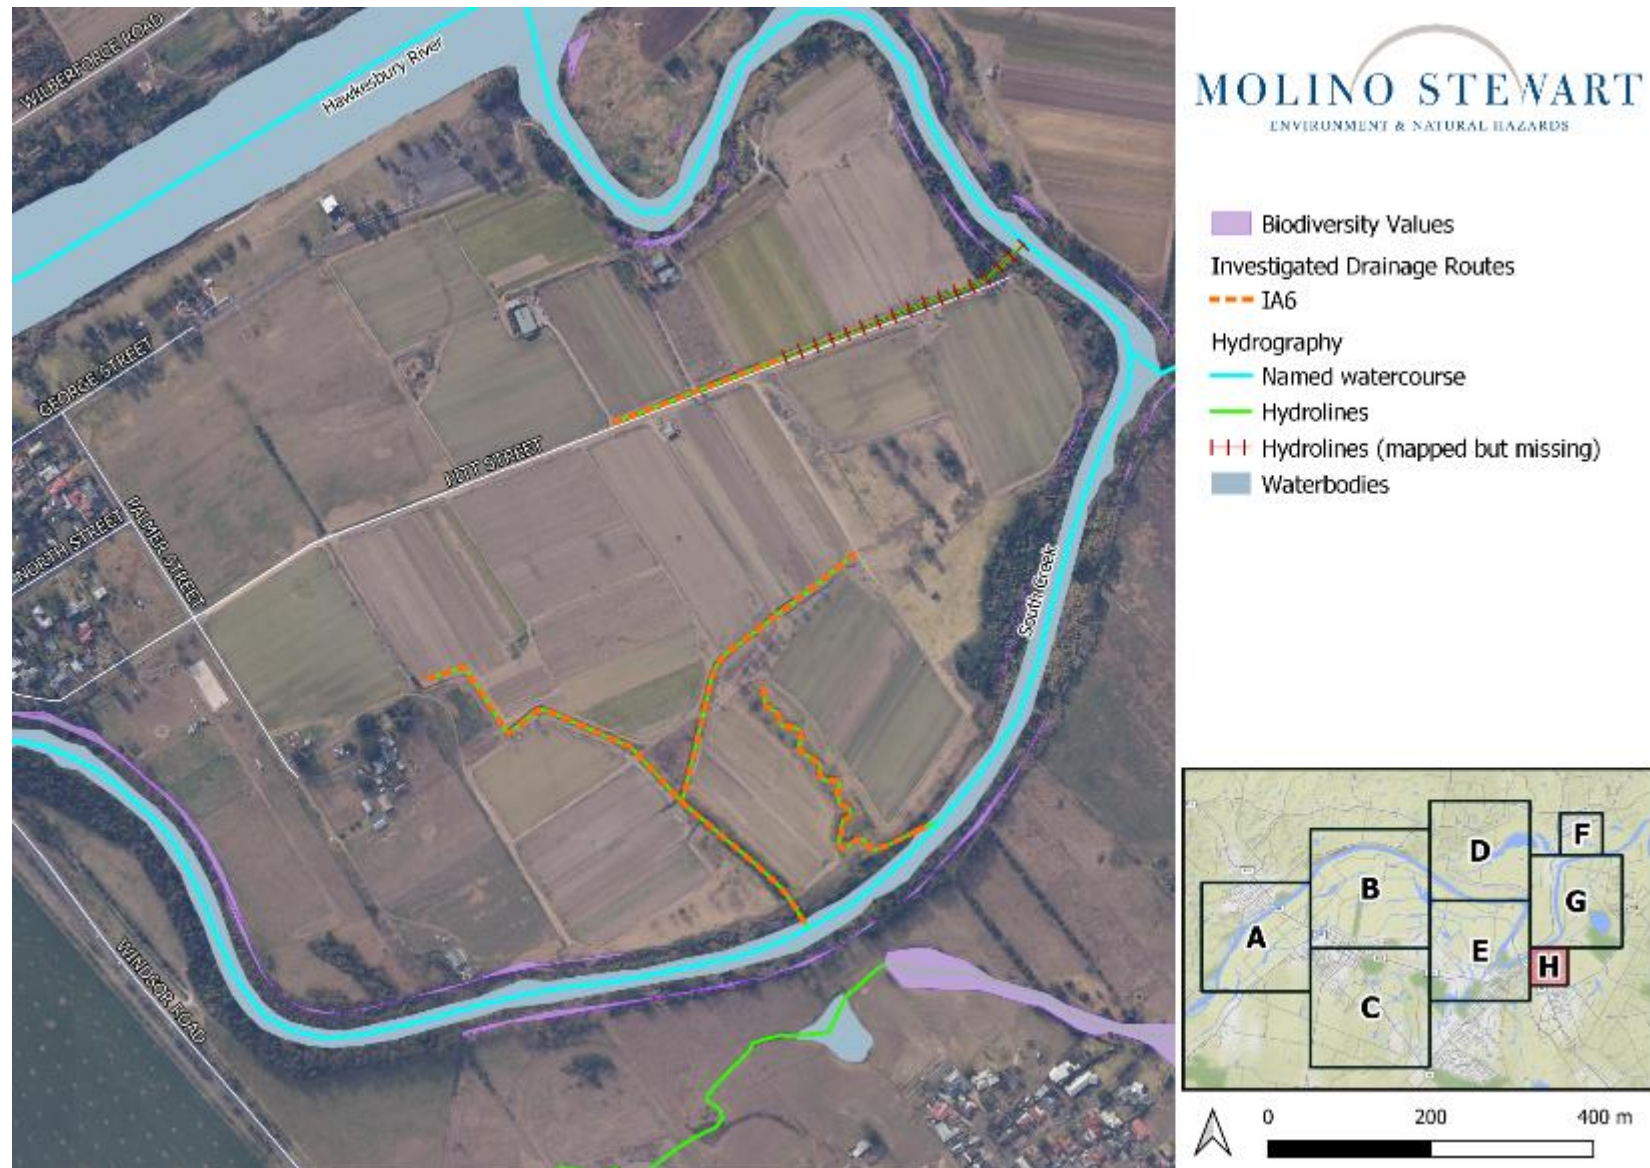 WILBERFORCE ROAD
Hawkesbury River
GEORGE STREET
PITT STREET
NORTH STREET
PALMER STREET
South Creek
WINDSOR ROAD
MOLINO STEWART
ENVIRONMENT & NATURAL HAZARDS
Biodiversity Values
Investigated Drainage Routes
IA6
Hydrography
Named watercourse
Hydrolines
Hydrolines (mapped but missing)
Waterbodies
A
B
C
D
E
F
G
H
0 200 400 m